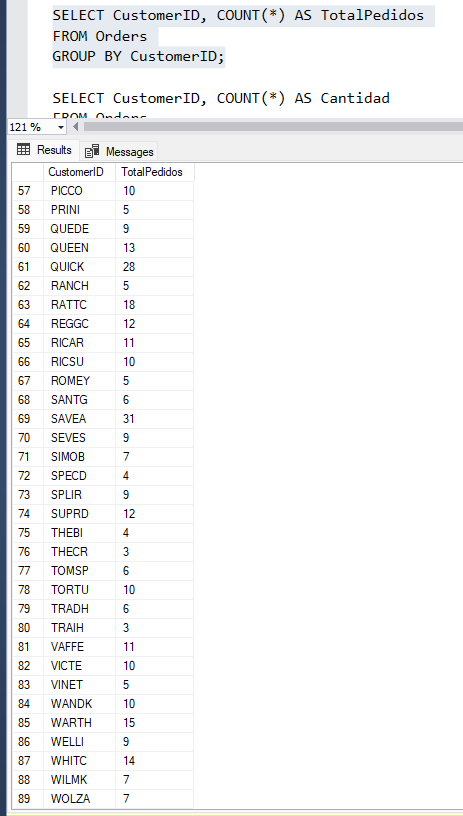 SELECT CustomerID, COUNT(*) AS TotalPedidos
FROM Orders
GROUP BY CustomerID;
SELECT CustomerID, COUNT(*) AS Cantidad
FROM Orders
121 %
Results Messages
CustomerID TotalPedidos
57 PICCO 10
58 PRINI 5
59 QUEDE 9
60 QUEEN 13
61 QUICK 28
62 RANCH 5
63 RATTC 18
64 REGGC 12
65 RICAR 11
66 RICSU 10
67 ROMEY 5
68 SANTG 6
69 SAVEA 31
70 SEVES 9
71 SIMOB 7
72 SPECD 4
73 SPLIR 9
74 SUPRD 12
75 THEBI 4
76 THECR 3
77 TOMSP 6
78 TORTU 10
79 TRADH 6
80 TRAIH 3
81 VAFFE 11
82 VICTE 10
83 VINET 5
84 WANDK 10
85 WARTH 15
86 WELLI 9
87 WHITC 14
88 WILMK 7
89 WOLZA 7